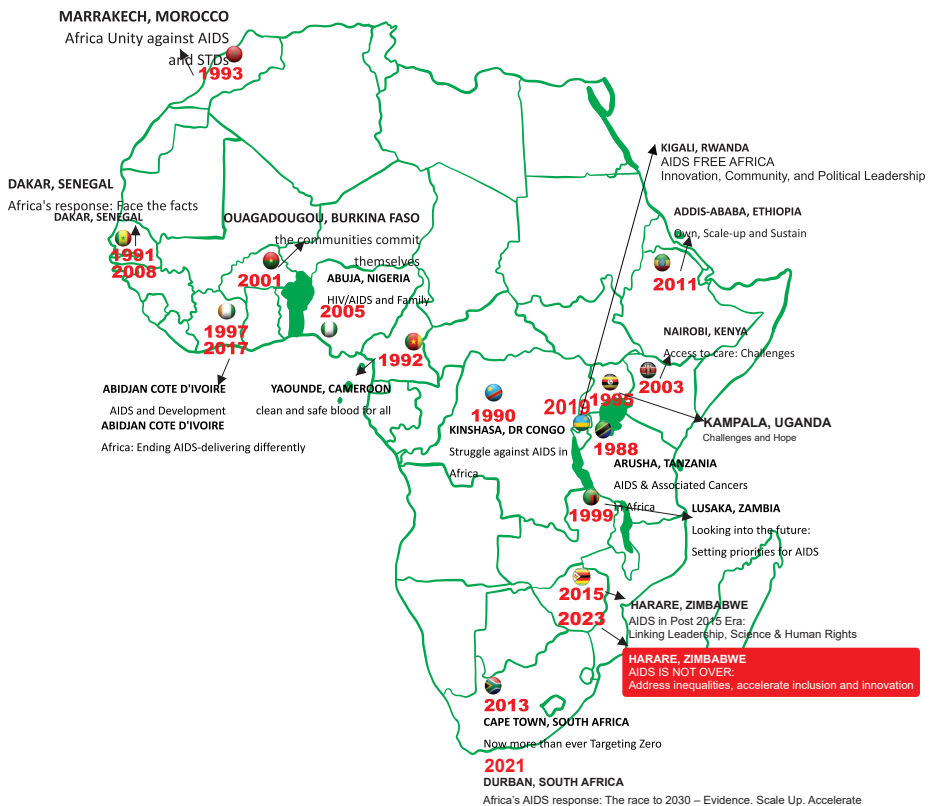 MARRAKECH, MOROCCO
Africa Unity against AIDS
and STDs
1993
KIGALI, RWANDA
AIDS FREE AFRICA
Innovation, Community, and Political Leadership
DAKAR, SENEGAL
Africa's response: Face the facts
DAKAR, SENEGAL
1991
2008
OUAGADOUGOU, BURKINA FASO
the communities commit
themselves
2001
ADDIS-ABABA, ETHIOPIA
Own, Scale-up and Sustain
2011
ABUJA, NIGERIA
HIV/AIDS and Family
2005
1997
2017
1992
NAIROBI, KENYA
Access to care: Challenges
2003
ABIDJAN COTE D'IVOIRE
AIDS and Development
ABIDJAN COTE D'IVOIRE
Africa: Ending AIDS-delivering differently
YAOUNDE, CAMEROON
clean and safe blood for all
1990
KINSHASA, DR CONGO
Struggle against AIDS in
Africa
2019
1995
KAMPALA, UGANDA
Challenges and Hope
1988
ARUSHA, TANZANIA
AIDS & Associated Cancers
in Africa
1999
LUSAKA, ZAMBIA
Looking into the future:
Setting priorities for AIDS
2015
HARARE, ZIMBABWE
AIDS in Post 2015 Era:
Linking Leadership, Science & Human Rights
2023
HARARE, ZIMBABWE
AIDS IS NOT OVER:
Address inequalities, accelerate inclusion and innovation
2013
CAPE TOWN, SOUTH AFRICA
Now more than ever Targeting Zero
2021
DURBAN, SOUTH AFRICA
Africa's AIDS response: The race to 2030 – Evidence. Scale Up. Accelerate